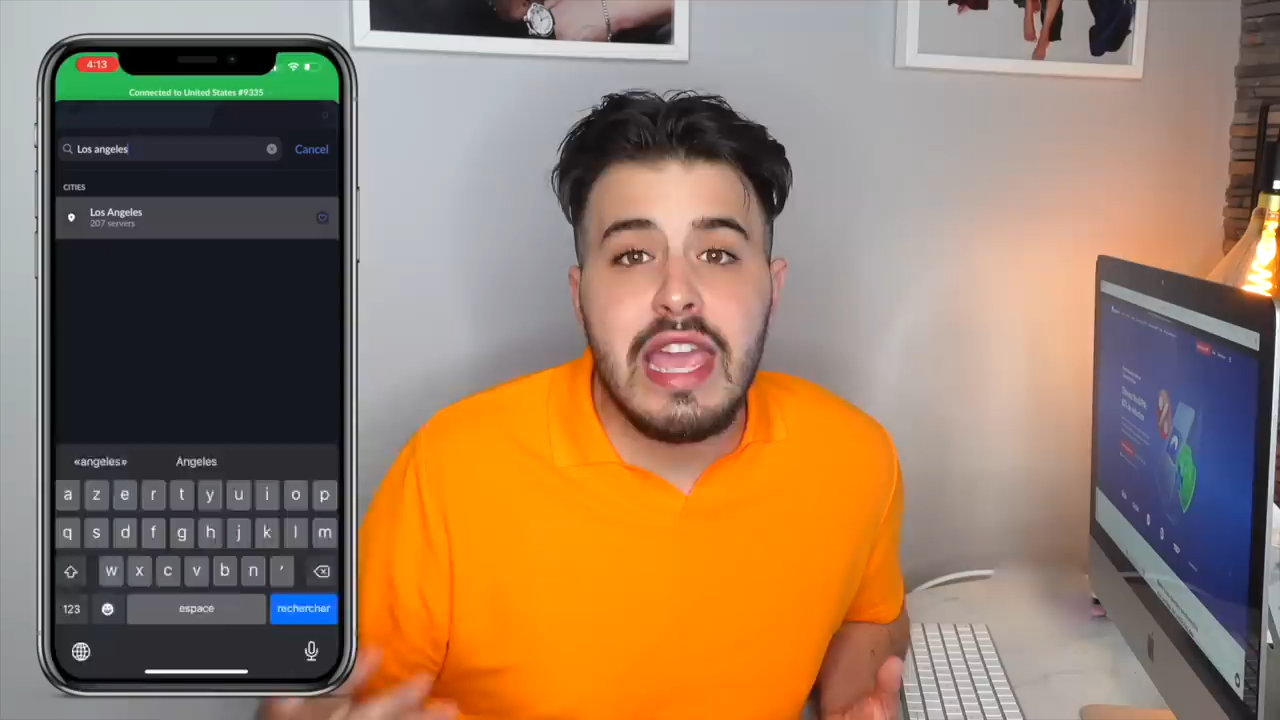 4:13
Connected to United States #9335
Los angeles
Cancel
CITIES
Los Angeles
207 servers
«angeles» Angeles
a z e r t y u i o p
q s d f g h j k l m
w x c v b n '
123 espace rechercher